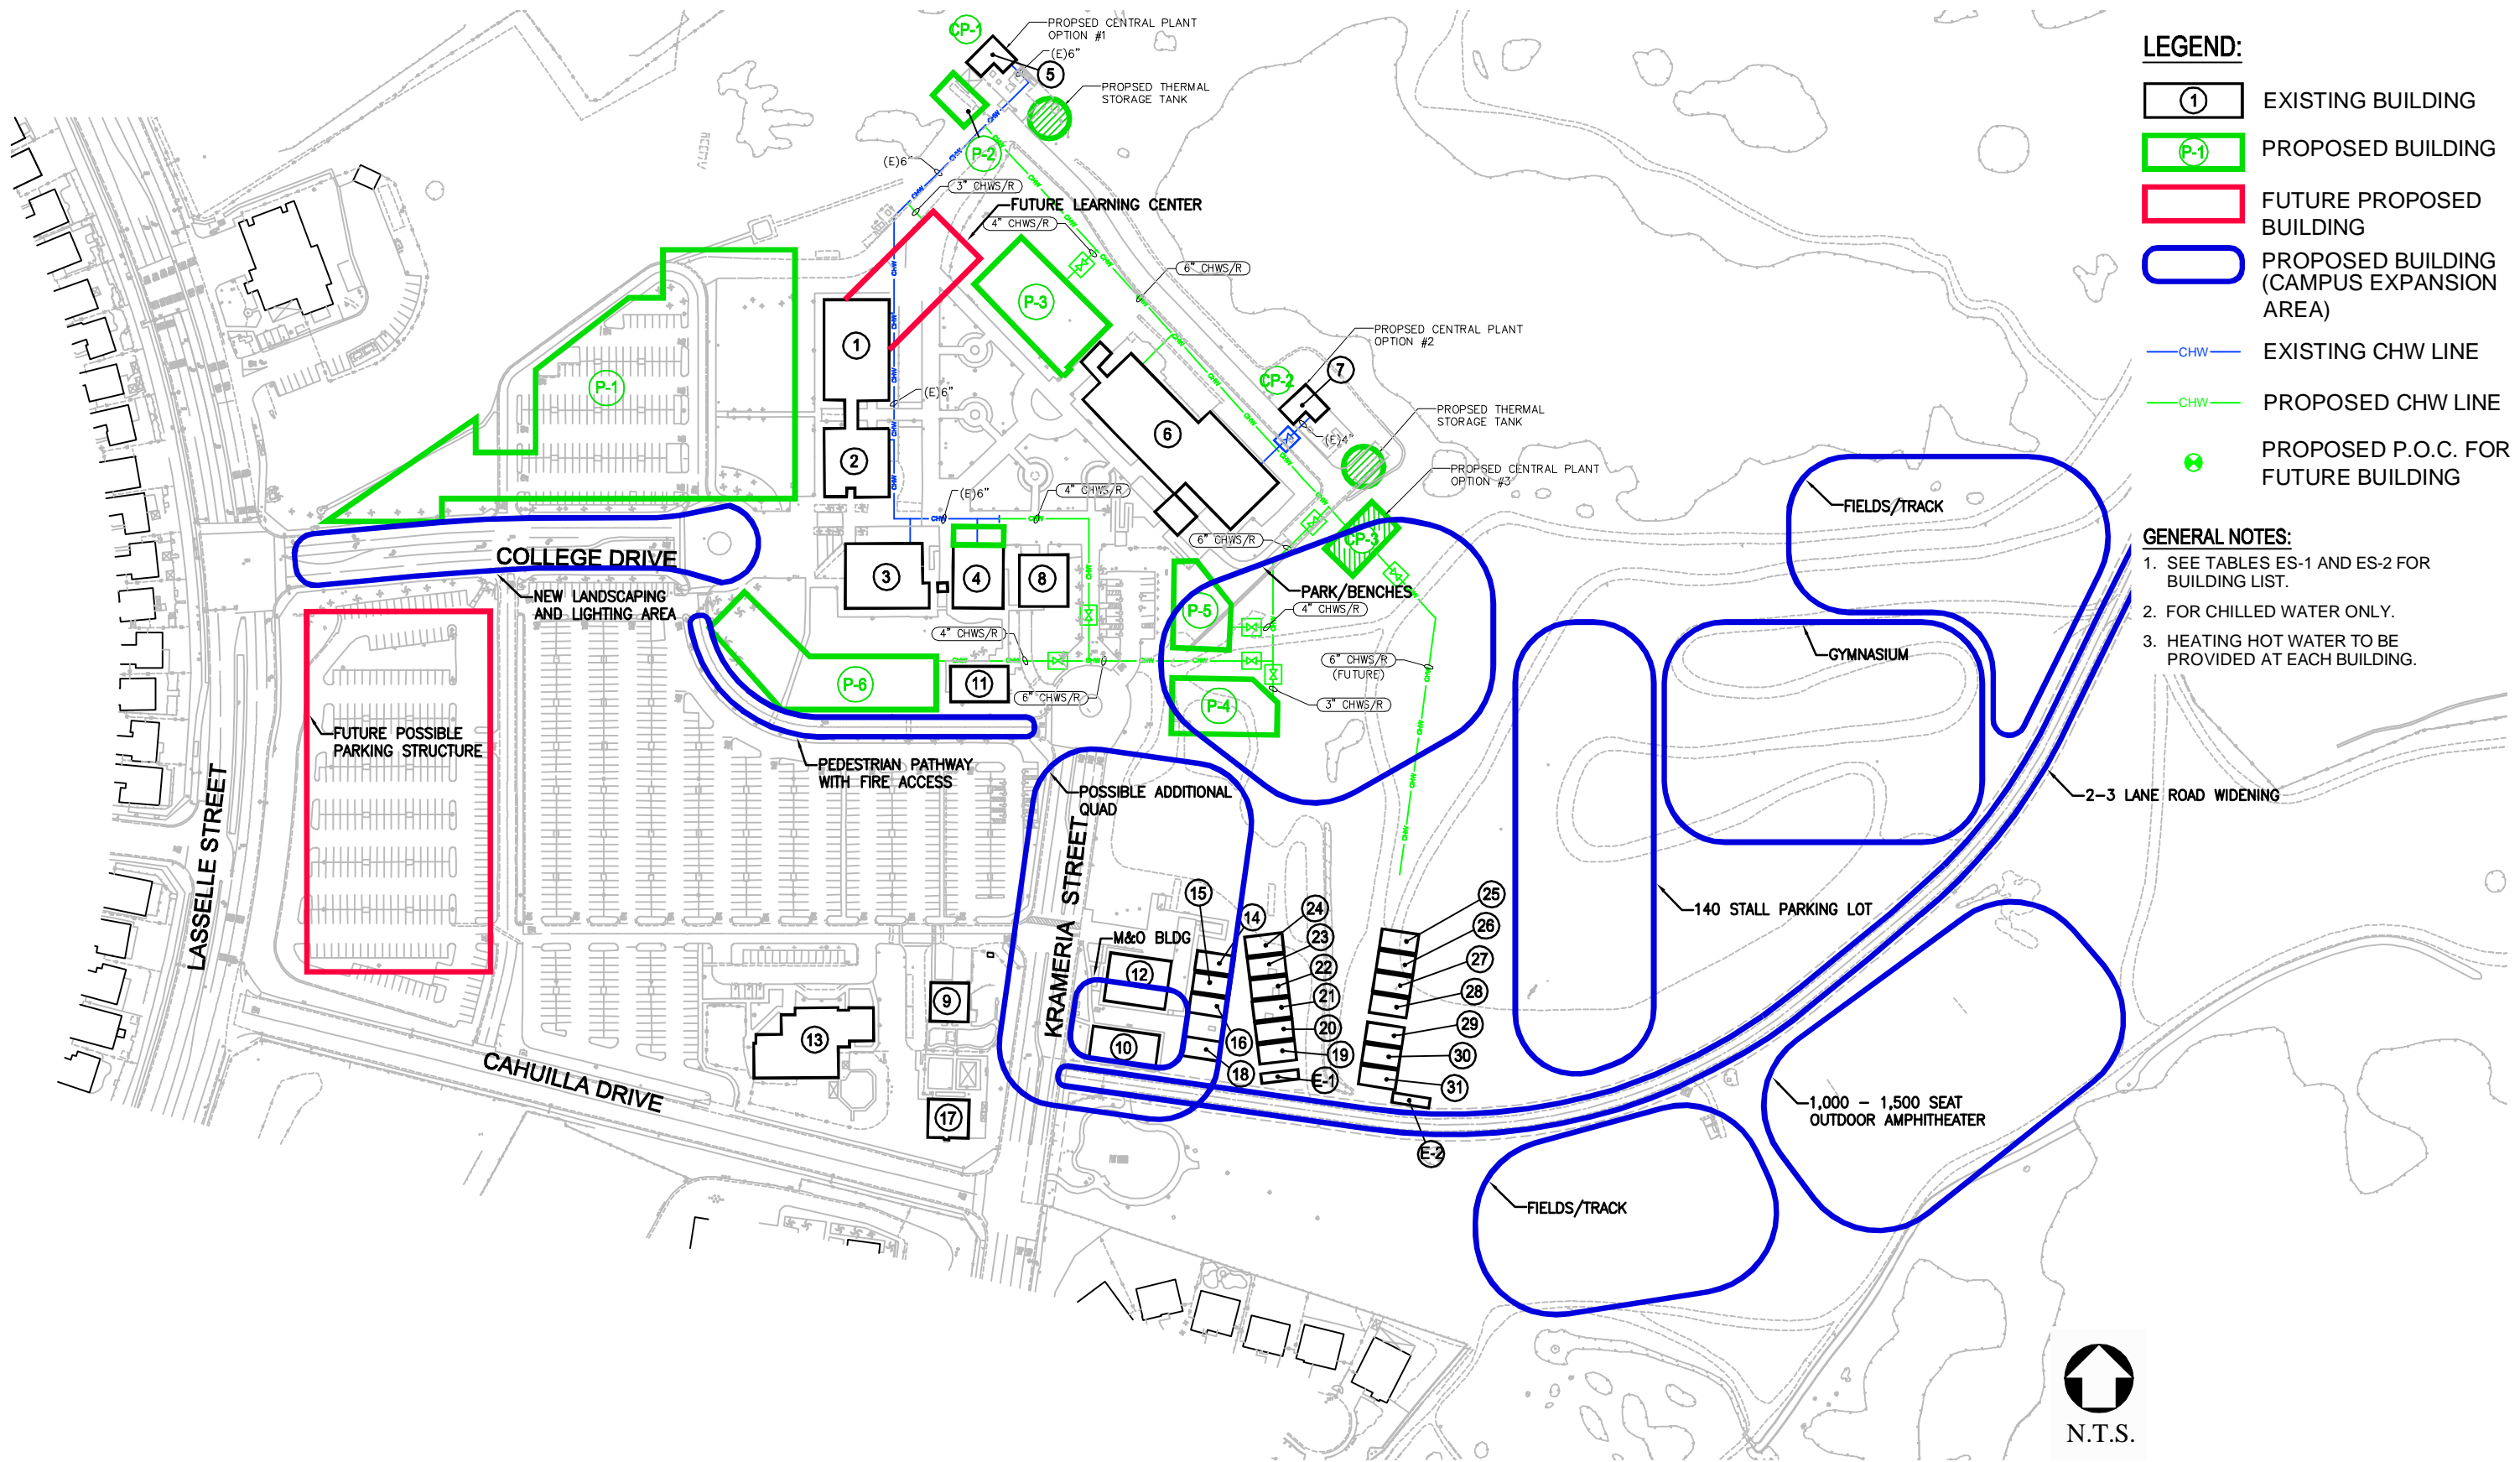 CP-1
PROPSED CENTRAL PLANT
OPTION #1
(E)6"
5
PROPSED THERMAL
STORAGE TANK
P-2
(E)6"
3" CHWS/R
FUTURE LEARNING CENTER
4" CHWS/R
6" CHWS/R
P-3
P-1
1
(E)6"
2
6
PROPSED CENTRAL PLANT
OPTION #2
CP-2
7
(E)4"
PROPSED THERMAL
STORAGE TANK
PROPSED CENTRAL PLANT
OPTION #3
CP-3
(E)6"
4" CHWS/R
6" CHWS/R
COLLEGE DRIVE
NEW LANDSCAPING
AND LIGHTING AREA
3
4
8
PARK/BENCHES
P-5
4" CHWS/R
4" CHWS/R
6" CHWS/R
(FUTURE)
P-6
11
6" CHWS/R
P-4
3" CHWS/R
FUTURE POSSIBLE
PARKING STRUCTURE
PEDESTRIAN PATHWAY
WITH FIRE ACCESS
POSSIBLE ADDITIONAL
QUAD
LASSELLE STREET
KRAMERIA STREET
CAHUILLA DRIVE
M&O BLDG
12
10
9
13
17
15
14
16
18
24
23
22
21
20
19
E-1
25
26
27
28
29
30
31
E-2
FIELDS/TRACK
GYMNASIUM
2-3 LANE ROAD WIDENING
140 STALL PARKING LOT
1,000 - 1,500 SEAT
OUTDOOR AMPHITHEATER
FIELDS/TRACK
CHW
LEGEND:
1
EXISTING BUILDING
P-1
PROPOSED BUILDING
FUTURE PROPOSED
BUILDING
PROPOSED BUILDING
(CAMPUS EXPANSION
AREA)
CHW
EXISTING CHW LINE
CHW
PROPOSED CHW LINE
PROPOSED P.O.C. FOR
FUTURE BUILDING
GENERAL NOTES:
1. SEE TABLES ES-1 AND ES-2 FOR
BUILDING LIST.
2. FOR CHILLED WATER ONLY.
3. HEATING HOT WATER TO BE
PROVIDED AT EACH BUILDING.
N.T.S.